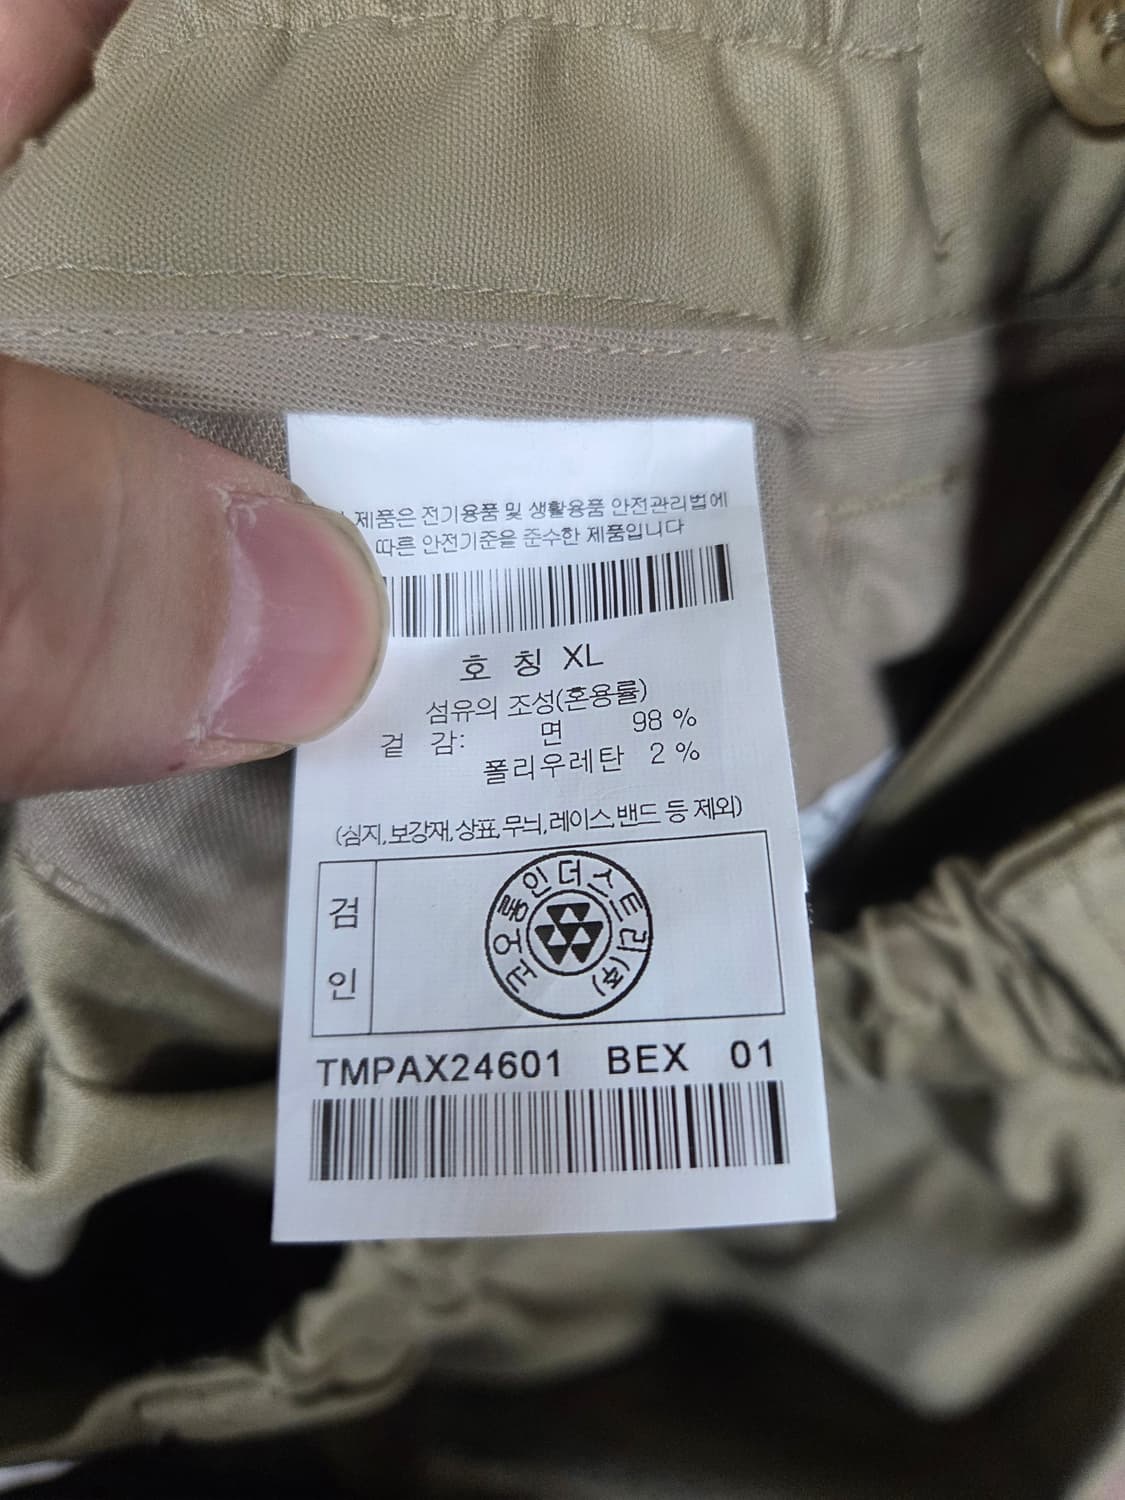 제품은 전기용품 및 생활용품 안전관리법에
따른 안전기준을 준수한 제품입니다
호 칭 XL
섬유의 조성(혼용률)
겉 감: 면 98 %
폴리우레탄 2 %
(심지,보강재,상표,무늬,레이스,밴드 등 제외)
검인
코오롱인더스트리(주)
TMPAX24601 BEX 01